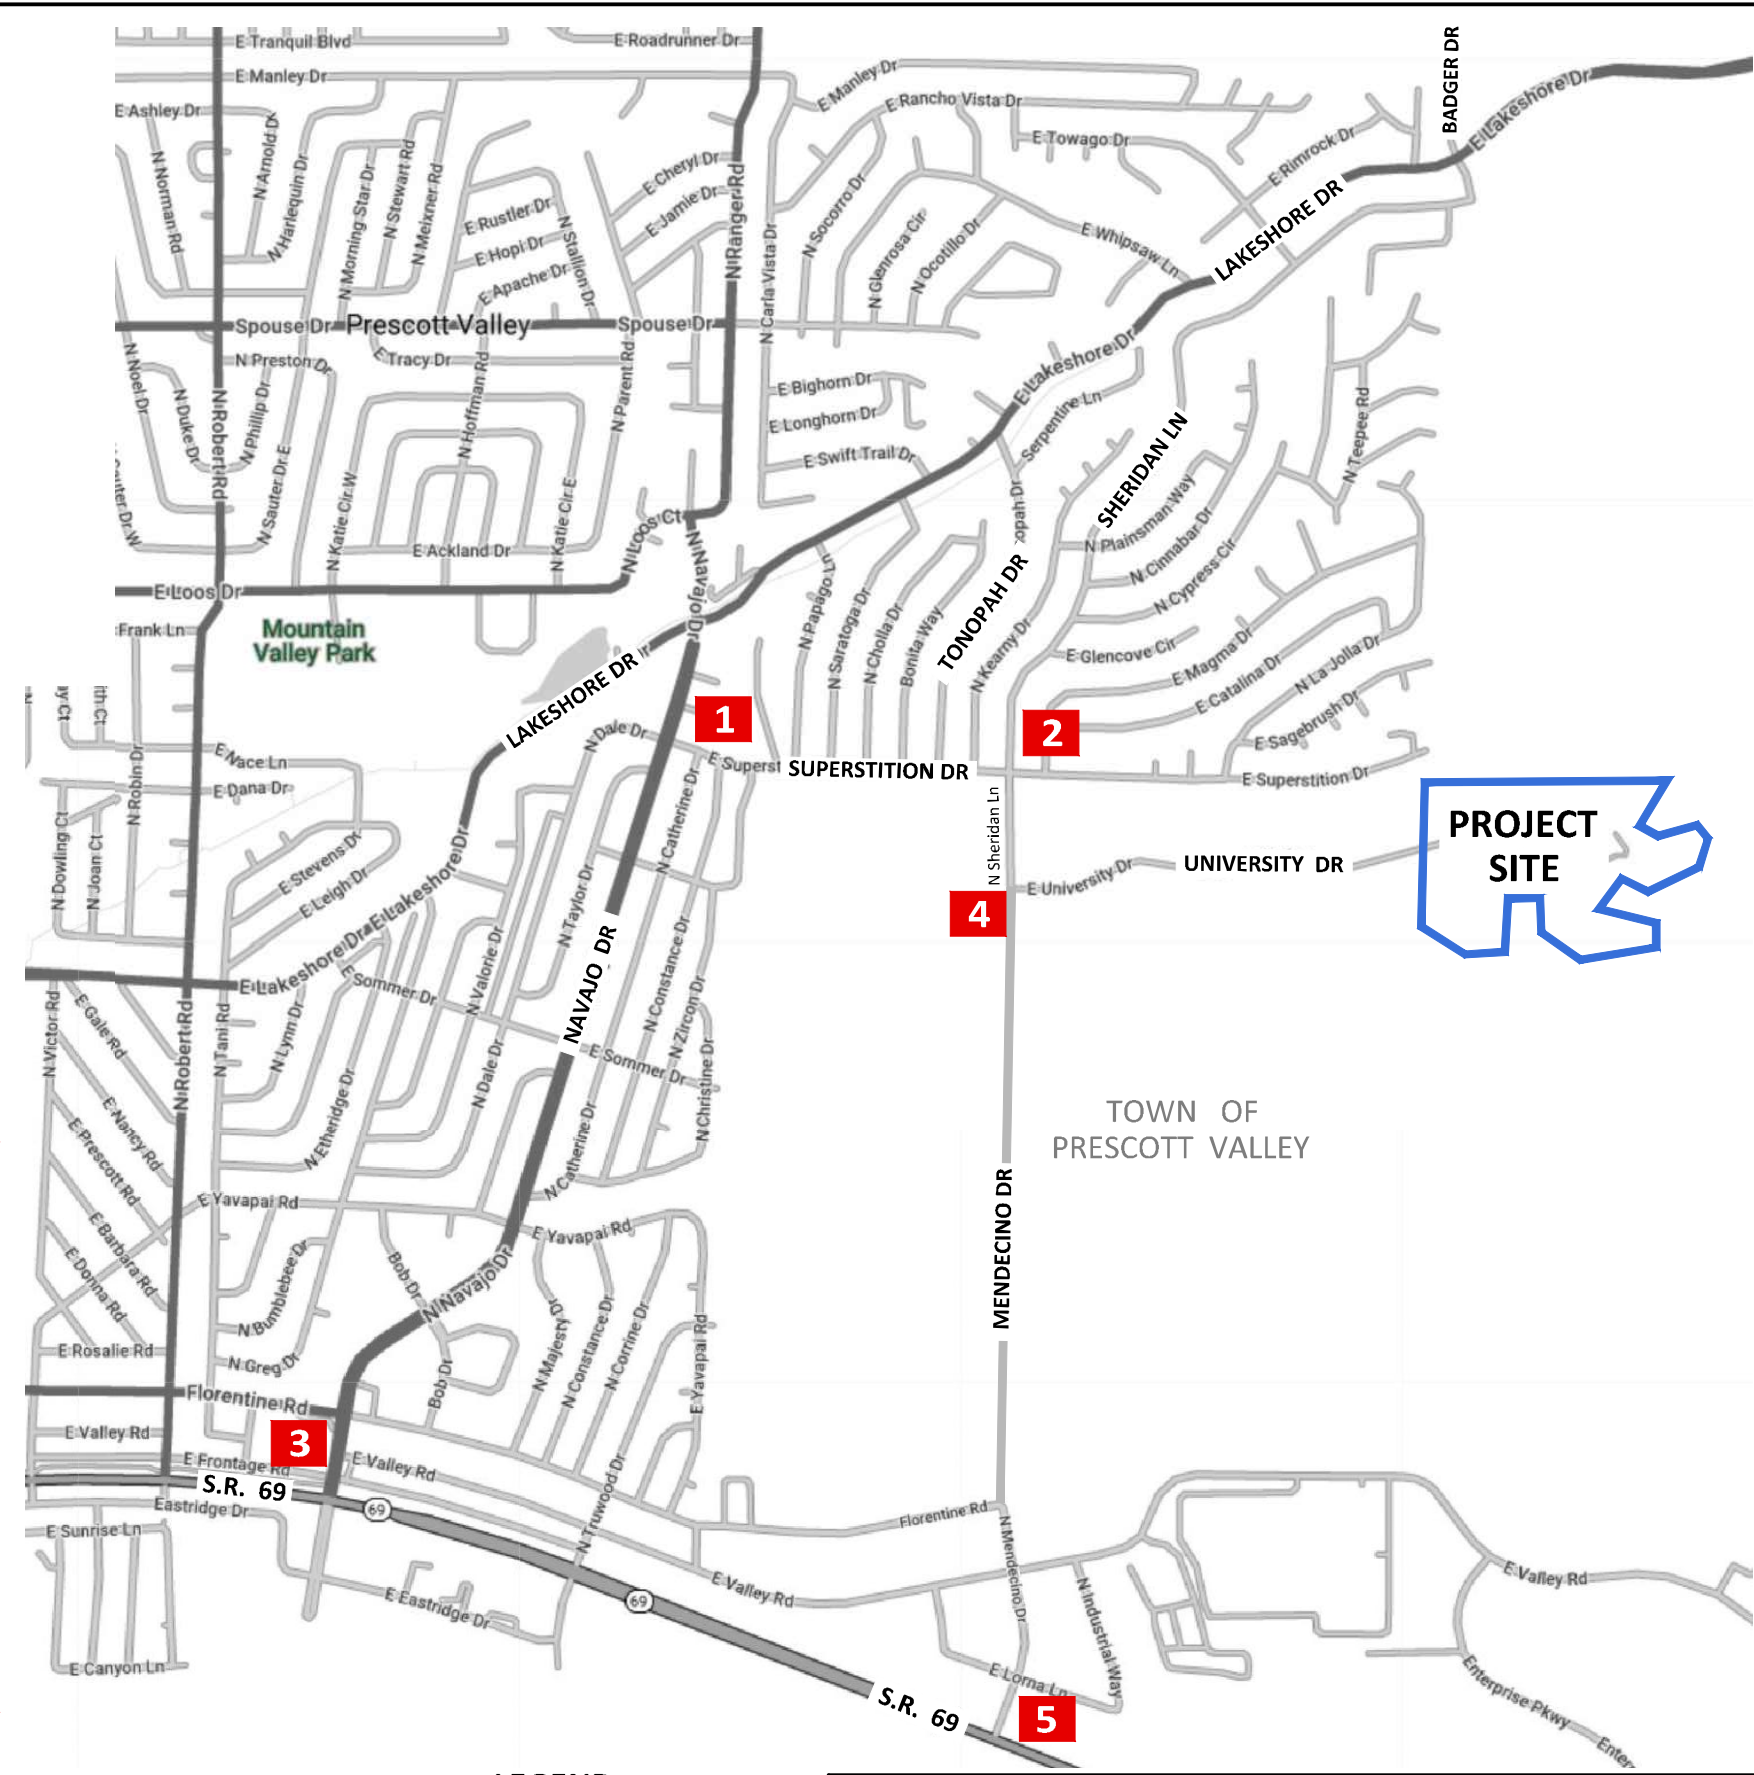 E Tranquil Blvd
E Roadrunner Dr
E Manley Dr
E Manley Dr
E Rancho Vista Dr
BADGER DR
E Lakeshore Dr
E Ashley Dr
N Arnold D
N Norman Rd
N Harlequin Dr
N Morning Star Dr
N Stewart Rd
N Meixner Rd
E Chetyl Dr
E Jamie Dr
N Ranger Rd
E Rustler Dr
E Hopi Dr
E Apache Dr
N Stallion Dr
N Carla Vista Dr
N Socorro Dr
N Glenrosa Cir
N Ocotillo Dr
E Towago Dr
E Rimrock Dr
E Whipsaw Ln
LAKESHORE DR
Spouse Dr
Prescott Valley
Spouse Dr
N Preston Dr
E Tracy Dr
N Noel Dr
N Duke Dr
N Robert Rd
N Phillip Dr
N Sauter Dr E
auter Dr W
N Katie Cir W
N Hoffman Rd
N Katie Cir E
N Parent Rd
E Ackland Dr
E Bighorn Dr
E Longhorn Dr
E Swift Trail Dr
E Lakeshore Dr
Serpentine Ln
SHERIDAN LN
N Teepee Rd
N Loos Ct
N Navajo Dr
E Loos Dr
Frank Ln
Mountain
Valley Park
opah Dr
TONOPAH DR
N Plainsman Way
N Cinnabar Dr
N Cypress Cir
N Papago Ln
N Saratoga Dr
N Cholla Dr
Bonita Way
N Kearny Dr
E Glencove Cir
E Magma Dr
E Catalina Dr
N La Jolla Dr
E Sagebrush Dr
LAKESHORE DR
1
2
N Dale Dr
E Superst
SUPERSTITION DR
E Superstition Dr
y Ct
th Ct
E Nace Ln
E Dana Dr
N Robin Dr
N Dowling Ct
N Joan Ct
E Stevens Dr
E Leigh Dr
E Lakeshore Dr
N Catherine Dr
N Taylor Dr
N Sheridan Ln
E University Dr
UNIVERSITY DR
PROJECT
SITE
4
NAVAJO DR
E Lakeshore Dr
E Sommer Dr
N Valorie Dr
N Constance Dr
N Zircon Dr
E Sommer Dr
N Christine Dr
N Victor Rd
E Gale Rd
N Robert Rd
N Tani Rd
N Lynn Dr
N Dale Dr
N Etheridge Dr
E Nancy Rd
E Prescott Rd
E Barbara Rd
E Donna Rd
TOWN OF
PRESCOTT VALLEY
MENDECINO DR
N Catherine Dr
E Yavapai Rd
E Yavapai Rd
N Bumblebee Dr
Bob Dr
N Navajo Dr
N Majesty Dr
N Constance Dr
N Corrine Dr
E Yavapai Rd
E Rosalie Rd
N Greg Dr
Bob Dr
Florentine Rd
E Valley Rd
3
E Frontage Rd
E Valley Rd
S.R. 69
69
Eastridge Dr
E Sunrise Ln
N Truwood Dr
Florentine Rd
N Mendecino Dr
E Valley Rd
E Valley Rd
69
E Eastridge Dr
N Industrial Way
E Canyon Ln
E Lorna Ln
Enterprise Pkwy
S.R. 69
5
Enter
LEGEND